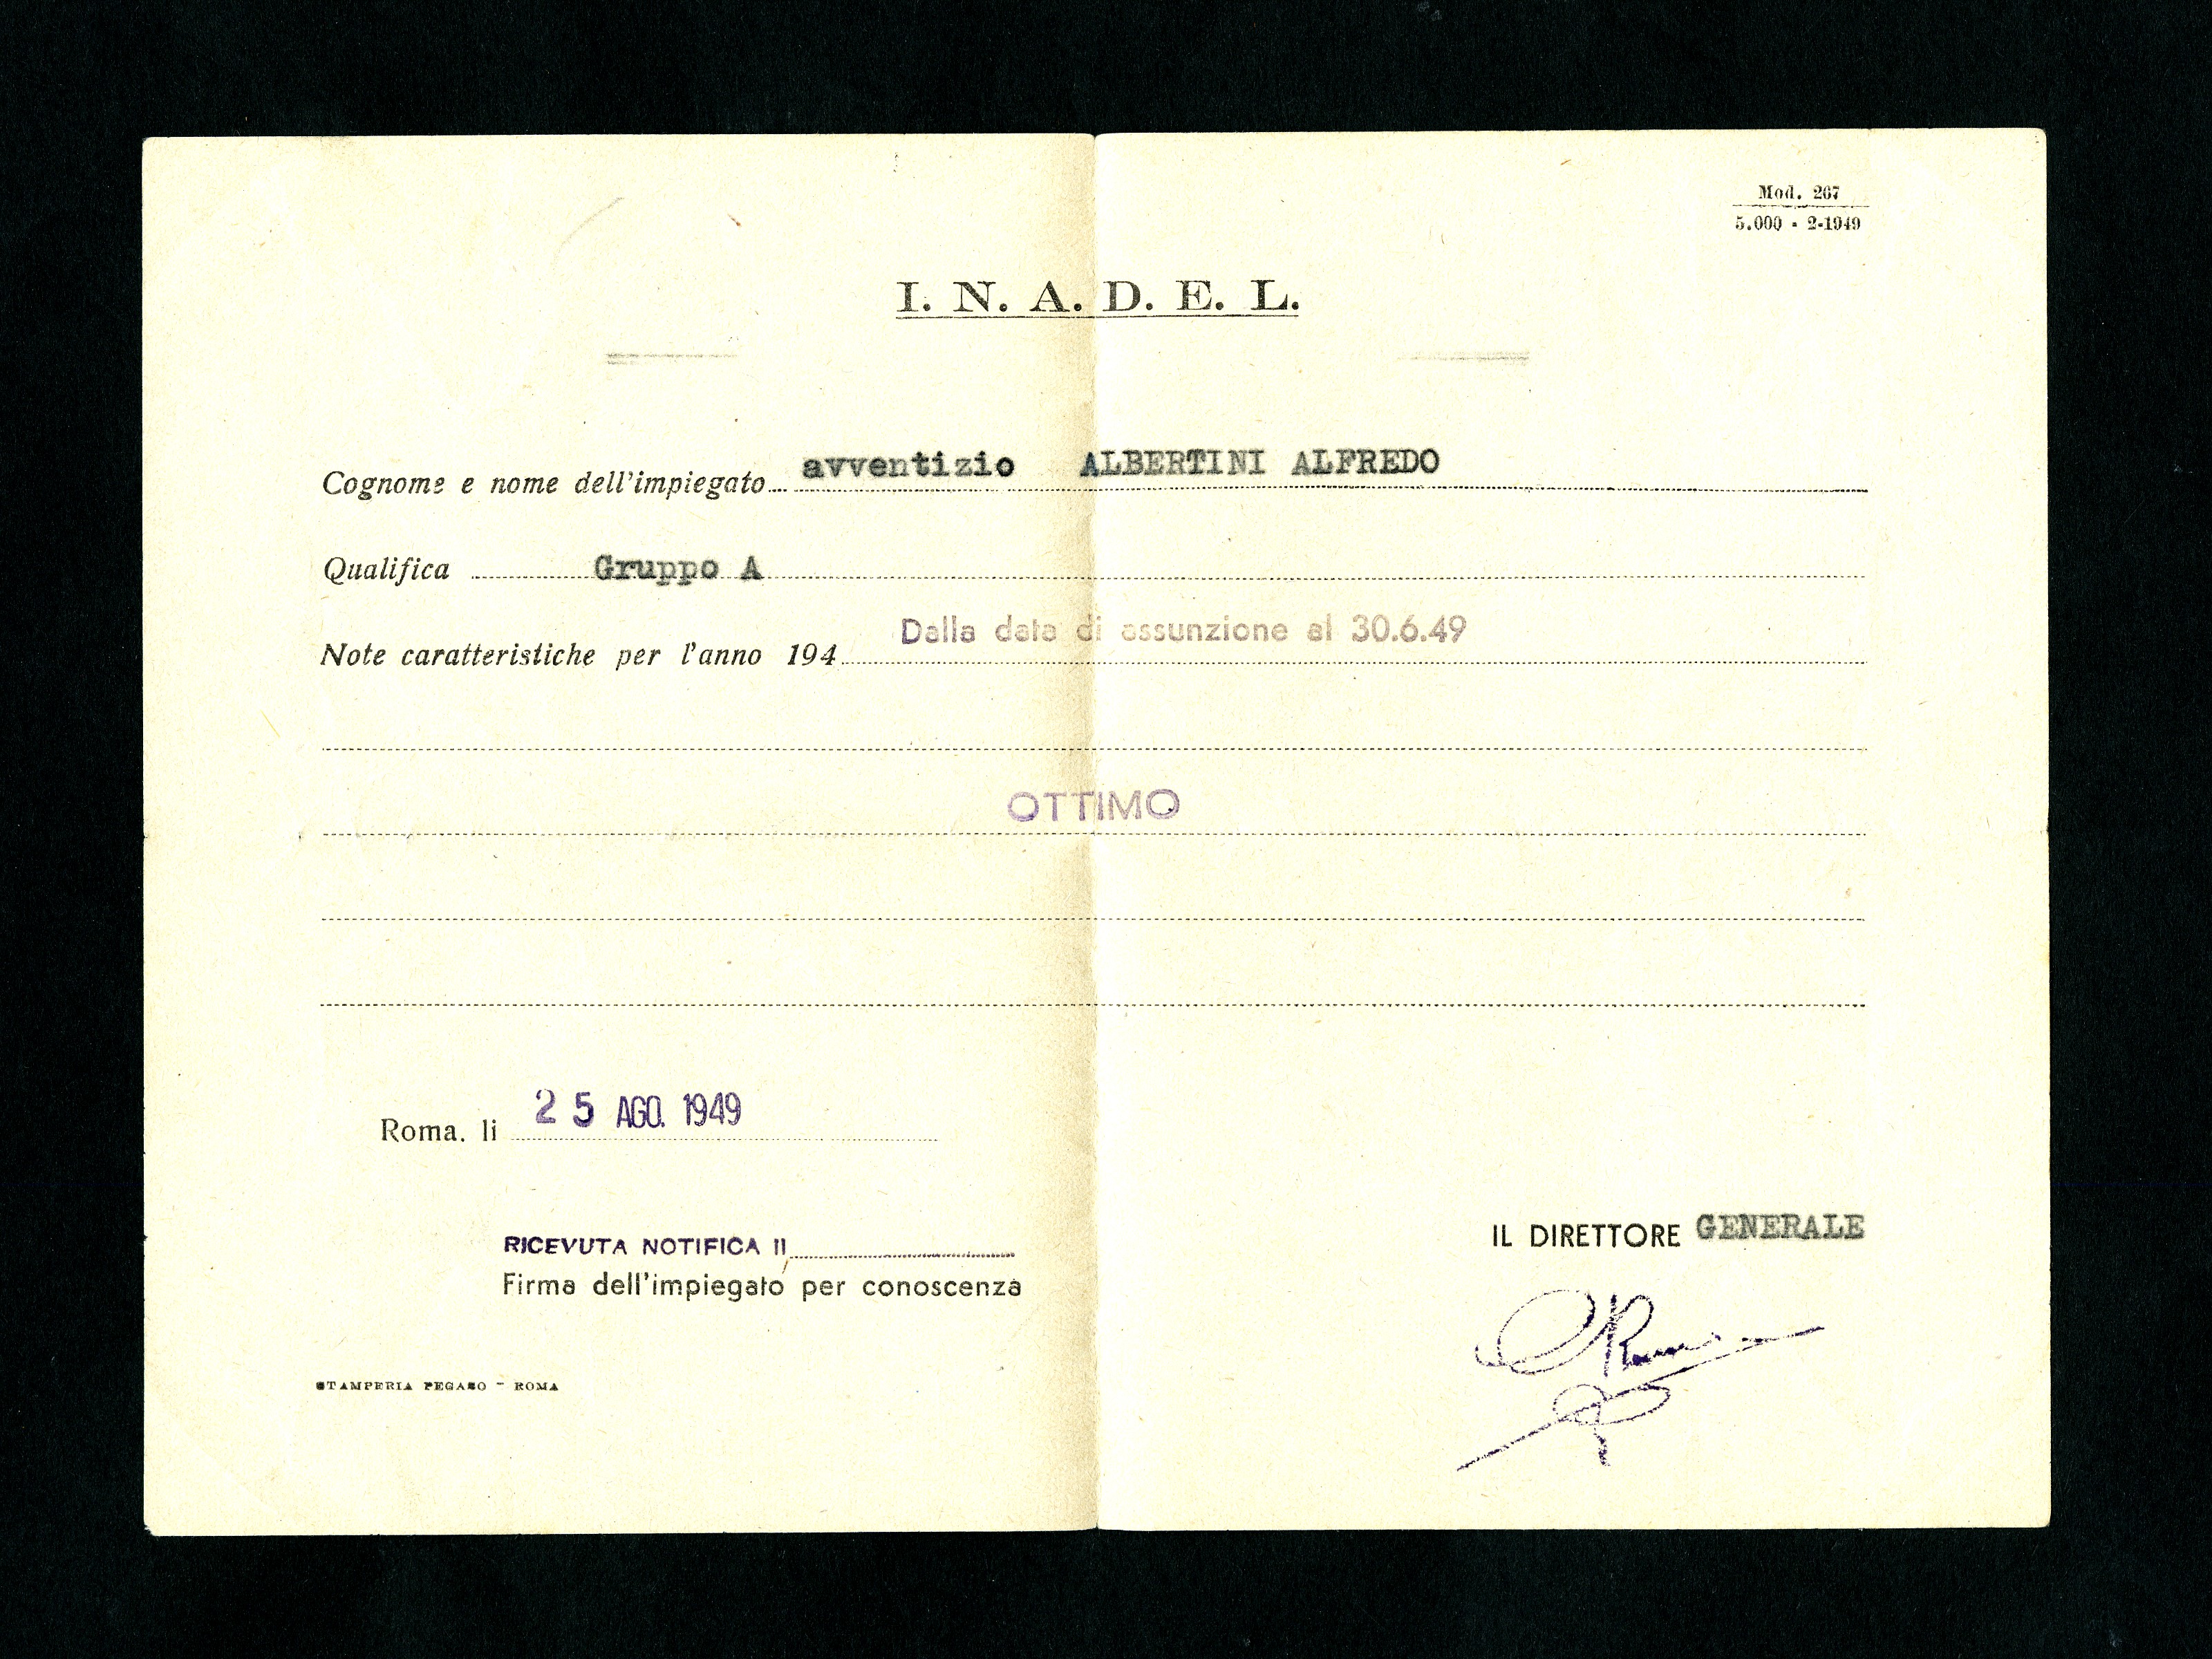 Mod. 267
5.000 - 2-1949
I. N. A. D. E. L.
Cognome e nome dell'impiegato avventizio ALBERTINI ALFREDO
Qualifica Gruppo A
Note caratteristiche per l'anno 194 Dalla data di assunzione al 30.6.49
OTTIMO
Roma, li 25 AGO. 1949
RICEVUTA NOTIFICA II
Firma dell'impiegato per conoscenza
IL DIRETTORE GENERALE
STAMPERIA PEGASO - ROMA